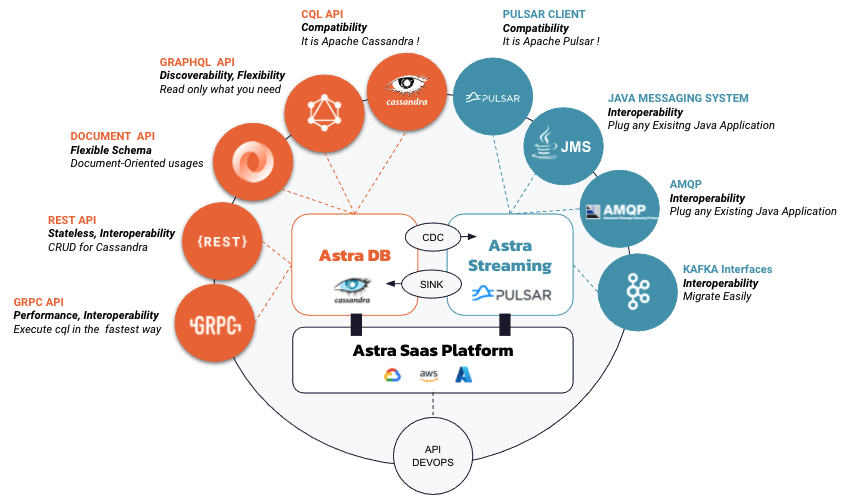 CQL API
Compatibility
It is Apache Cassandra !
PULSAR CLIENT
Compatibility
It is Apache Pulsar !
GRAPHQL API
Discoverability, Flexibility
Read only what you need
cassandra
PULSAR
JAVA MESSAGING SYSTEM
Interoperability
Plug any Exisitng Java Application
DOCUMENT API
Flexible Schema
Document-Oriented usages
JMS
AMQP
Interoperability
Plug any Existing Java Application
AMQP
REST API
Stateless, Interoperability
CRUD for Cassandra
{REST}
CDC
SINK
Astra DB
cassandra
Astra
Streaming
PULSAR
KAFKA Interfaces
Interoperability
Migrate Easily
GRPC API
Performance, Interoperability
Execute cql in the fastest way
GRPC
Astra Saas Platform
aws
API
DEVOPS